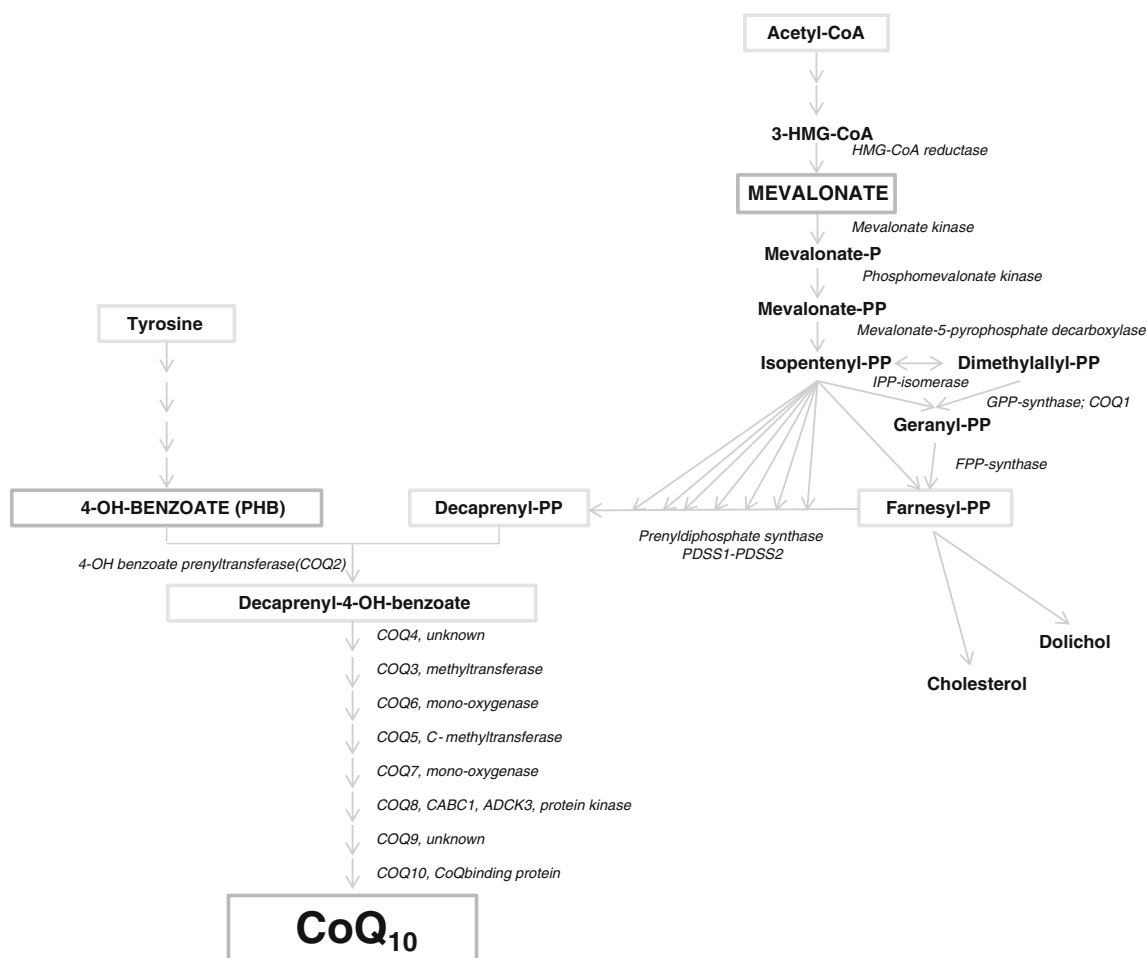 Acetyl-CoA
3-HMG-CoA
HMG-CoA reductase
MEVALONATE
Mevalonate kinase
Mevalonate-P
Phosphomevalonate kinase
Mevalonate-PP
Mevalonate-5-pyrophosphate decarboxylase
Tyrosine
Isopentenyl-PP
Dimethylallyl-PP
IPP-isomerase
GPP-synthase; COQ1
Geranyl-PP
FPP-synthase
4-OH-BENZOATE (PHB)
Decaprenyl-PP
Farnesyl-PP
Prenyldiphosphate synthase
PDSS1-PDSS2
4-OH benzoate prenyltransferase(COQ2)
Decaprenyl-4-OH-benzoate
COQ4, unknown
Dolichol
COQ3, methyltransferase
Cholesterol
COQ6, mono-oxygenase
COQ5, C-methyltransferase
COQ7, mono-oxygenase
COQ8, CABC1, ADCK3, protein kinase
COQ9, unknown
COQ10, CoQbinding protein
CoQ10